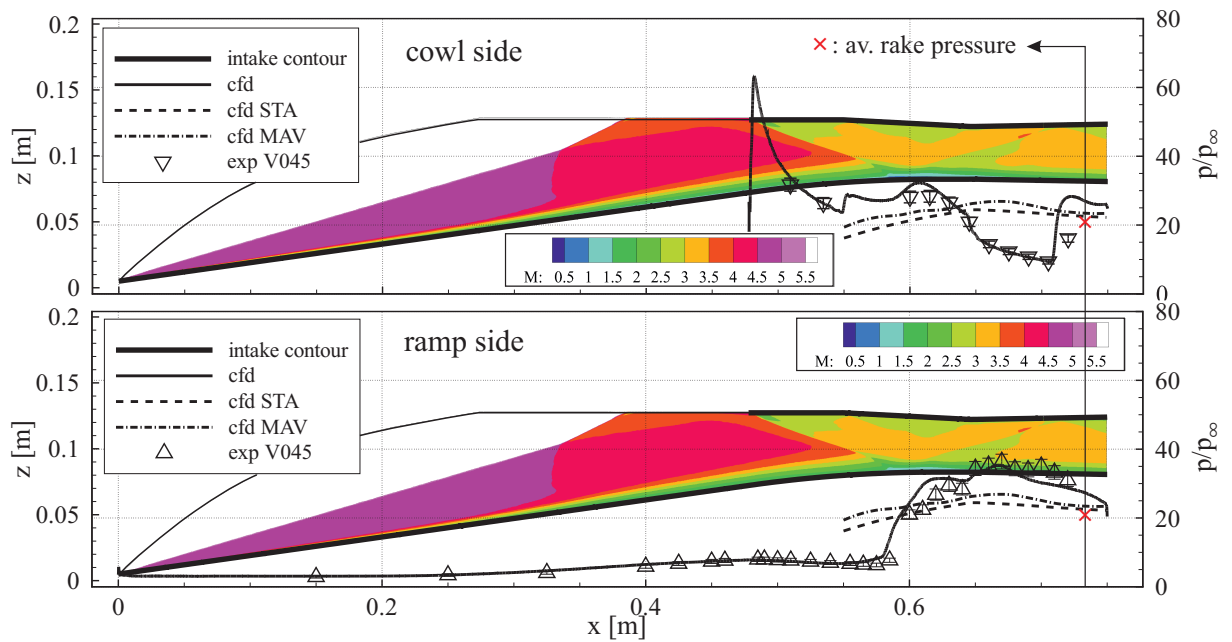 0.2
0.15
0.1
0.05
0
z [m]
intake contour
cfd
cfd STA
cfd MAV
exp V045
cowl side
×: av. rake pressure
80
60
40
20
0
p/p∞
M: 0.5 1 1.5 2 2.5 3 3.5 4 4.5 5 5.5
0.2
0.15
0.1
0.05
0
z [m]
intake contour
cfd
cfd STA
cfd MAV
exp V045
ramp side
M: 0.5 1 1.5 2 2.5 3 3.5 4 4.5 5 5.5
80
60
40
20
0
p/p∞
0 0.2 0.4 0.6
x [m]